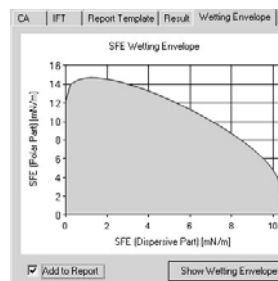 CA IFT Report Template Result Wetting Envelope
SFE Wetting Envelope
16
14
12
10
8
6
4
2
0
SFE (Polar Part) [mN/m]
0 2 4 6 8 10
SFE (Dispersive Part) [mN/m]
Add to Report Show Wetting Envelope